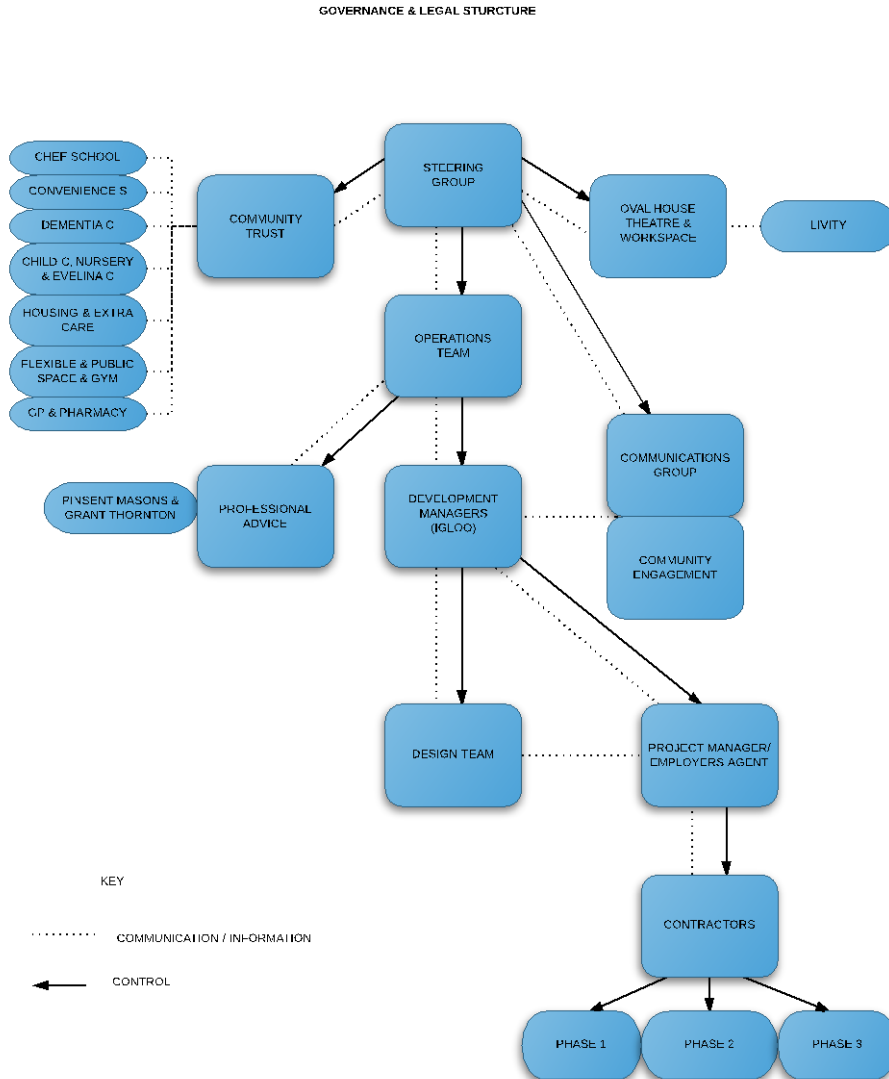 GOVERNANCE & LEGAL STURCTURE
STEERING
GROUP
CHEF SCHOOL
CONVENIENCE S
DEMENTIA C
CHILD C, NURSERY
& EVELINA C
HOUSING & EXTRA
CARE
FLEXIBLE & PUBLIC
SPACE & GYM
GP & PHARMACY
COMMUNITY
TRUST
OVAL HOUSE
THEATRE &
WORKSPACE
LIVITY
OPERATIONS
TEAM
COMMUNICATIONS
GROUP
PINSENT MASONS &
GRANT THORNTON
PROFESSIONAL
ADVICE
DEVELOPMENT
MANAGERS
(IGLOO)
COMMUNITY
ENGAGEMENT
DESIGN TEAM
PROJECT MANAGER/
EMPLOYERS AGENT
KEY
COMMUNICATION / INFORMATION
CONTROL
CONTRACTORS
PHASE 1
PHASE 2
PHASE 3